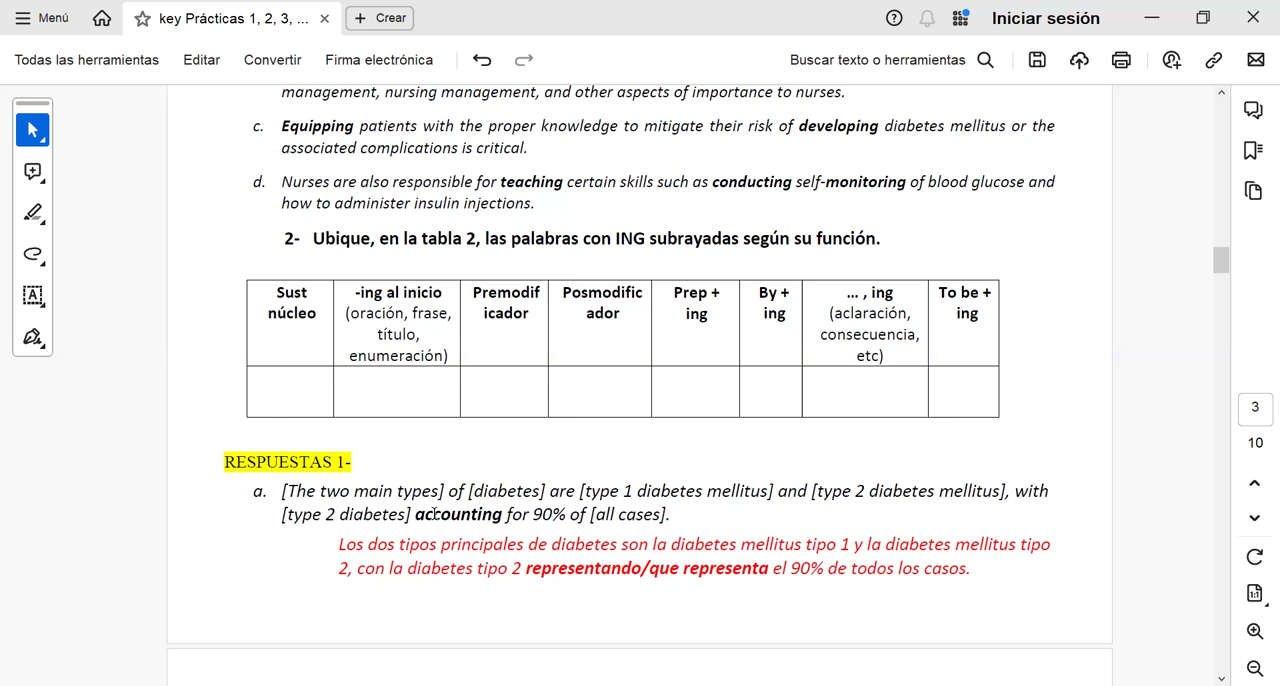 Menú
key Prácticas 1, 2, 3, ...
Crear
Iniciar sesión
Todas las herramientas
Editar
Convertir
Firma electrónica
Buscar texto o herramientas
management, nursing management, and other aspects of importance to nurses.
c. Equipping patients with the proper knowledge to mitigate their risk of developing diabetes mellitus or the
associated complications is critical.
d. Nurses are also responsible for teaching certain skills such as conducting self-monitoring of blood glucose and
how to administer insulin injections.
2- Ubique, en la tabla 2, las palabras con ING subrayadas según su función.
Sust
núcleo
-ing al inicio
(oración, frase,
título,
enumeración)
Premodif
icador
Posmodific
ador
Prep +
ing
By +
ing
... , ing
(aclaración,
consecuencia,
etc)
To be +
ing
RESPUESTAS 1-
a. [The two main types] of [diabetes] are [type 1 diabetes mellitus] and [type 2 diabetes mellitus], with
[type 2 diabetes] accounting for 90% of [all cases].
Los dos tipos principales de diabetes son la diabetes mellitus tipo 1 y la diabetes mellitus tipo
2, con la diabetes tipo 2 representando/que representa el 90% de todos los casos.
3
10
1:1